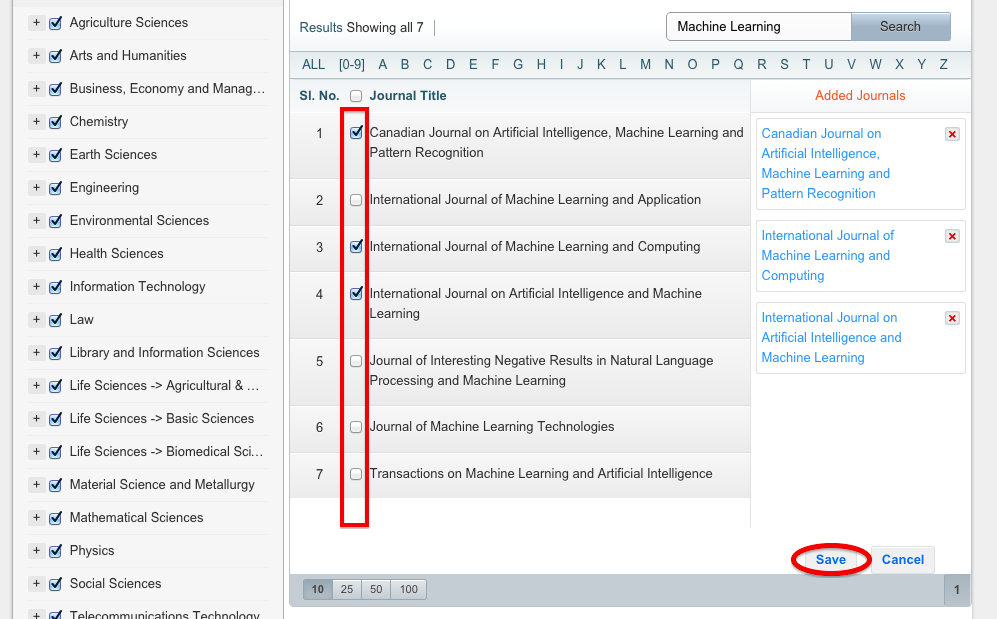 + Agriculture Sciences
+ Arts and Humanities
+ Business, Economy and Manag...
+ Chemistry
+ Earth Sciences
+ Engineering
+ Environmental Sciences
+ Health Sciences
+ Information Technology
+ Law
+ Library and Information Sciences
+ Life Sciences -> Agricultural & ...
+ Life Sciences -> Basic Sciences
+ Life Sciences -> Biomedical Sci...
+ Material Science and Metallurgy
+ Mathematical Sciences
+ Physics
+ Social Sciences
+ Telecommunications Technology
Results Showing all 7
Machine Learning
Search
ALL [0-9] A B C D E F G H I J K L M N O P Q R S T U V W X Y Z
Sl. No. Journal Title
1 Canadian Journal on Artificial Intelligence, Machine Learning and
Pattern Recognition
2 International Journal of Machine Learning and Application
3 International Journal of Machine Learning and Computing
4 International Journal on Artificial Intelligence and Machine
Learning
5 Journal of Interesting Negative Results in Natural Language
Processing and Machine Learning
6 Journal of Machine Learning Technologies
7 Transactions on Machine Learning and Artificial Intelligence
Added Journals
Canadian Journal on
Artificial Intelligence,
Machine Learning and
Pattern Recognition
International Journal of
Machine Learning and
Computing
International Journal on
Artificial Intelligence and
Machine Learning
Save Cancel
10 25 50 100
1